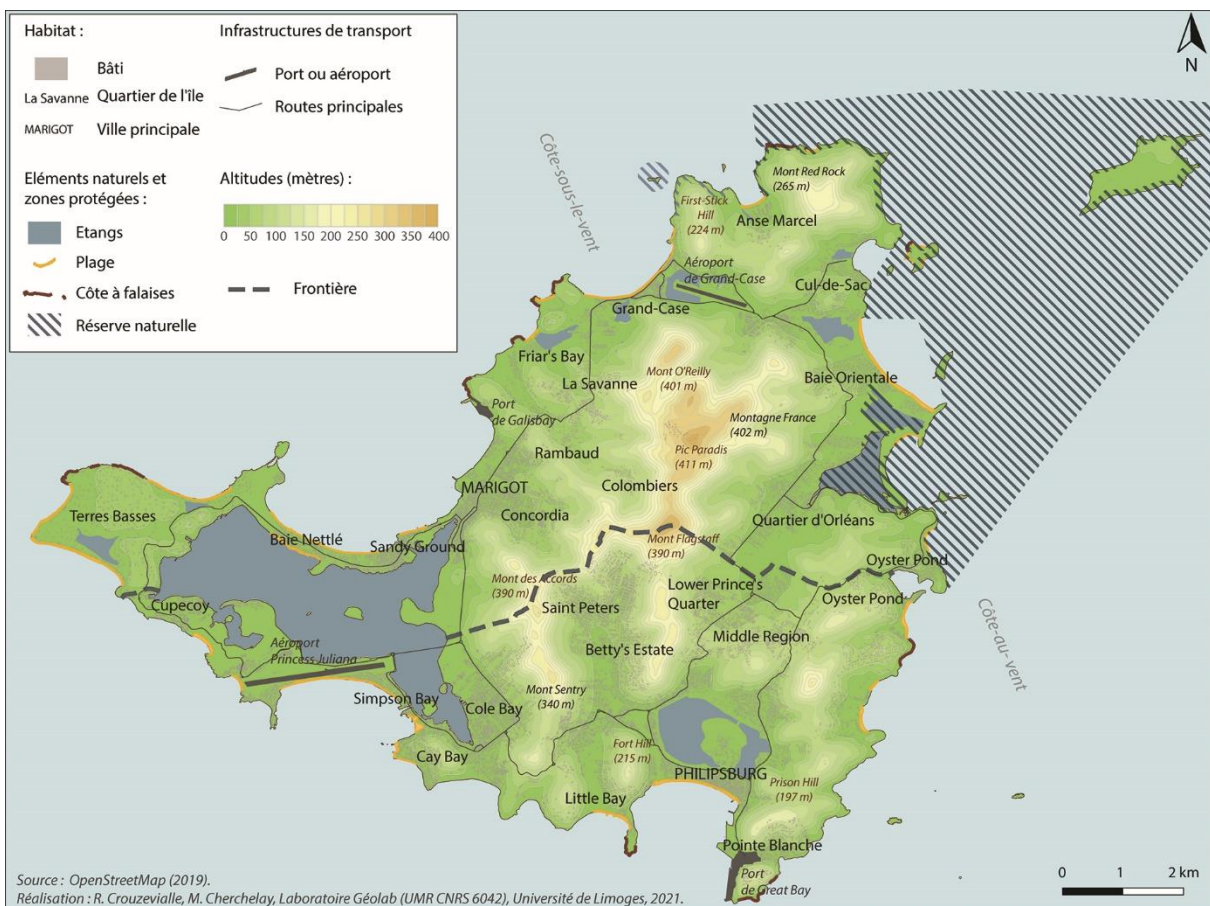 Habitat :
Bâti
La Savanne Quartier de l'île
MARIGOT Ville principale
Infrastructures de transport
Port ou aéroport
Routes principales
Eléments naturels et
zones protégées :
Etangs
Plage
Côte à falaises
Réserve naturelle
Altitudes (mètres) :
0 50 100 150 200 250 300 350 400
Frontière
N
Côte-sous-le-vent
Mont Red Rock
(265 m)
First-Stick
Hill
(224 m)
Anse Marcel
Aéroport
de Grand-Case
Cul-de-Sac
Grand-Case
Friar's Bay
La Savanne
Mont O'Reilly
(401 m)
Baie Orientale
Port
de Galisbay
Montagne France
(402 m)
Rambaud
Pic Paradis
(411 m)
MARIGOT
Colombiers
Concordia
Terres Basses
Quartier d'Orléans
Baie Nettlé
Sandy Ground
Mont Flagstaff
(390 m)
Oyster Pond
Mont des Accords
(390 m)
Lower Prince's
Quarter
Oyster Pond
Cupecoy
Saint Peters
Côte-au-vent
Middle Region
Aéroport
Princess Juliana
Betty's Estate
Simpson Bay
Cole Bay
Mont Sentry
(340 m)
Cay Bay
Fort Hill
(215 m)
PHILIPSBURG
Prison Hill
(197 m)
Little Bay
Pointe Blanche
Port
de Great Bay
0 1 2 km
Source : OpenStreetMap (2019).
Réalisation : R. Crouzevialle, M. Cherchelay, Laboratoire Géolab (UMR CNRS 6042), Université de Limoges, 2021.